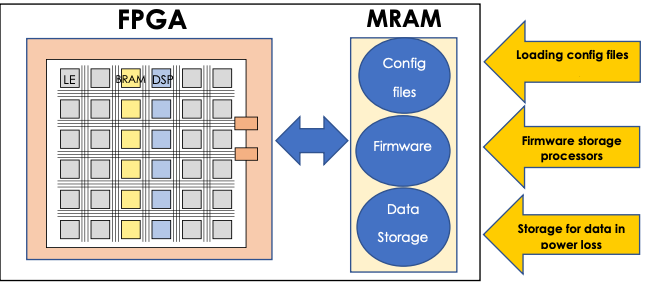 FPGA
MRAM
LE
BRAM
DSP
Config
files
Firmware
Data
Storage
Loading config files
Firmware storage
processors
Storage for data in
power loss